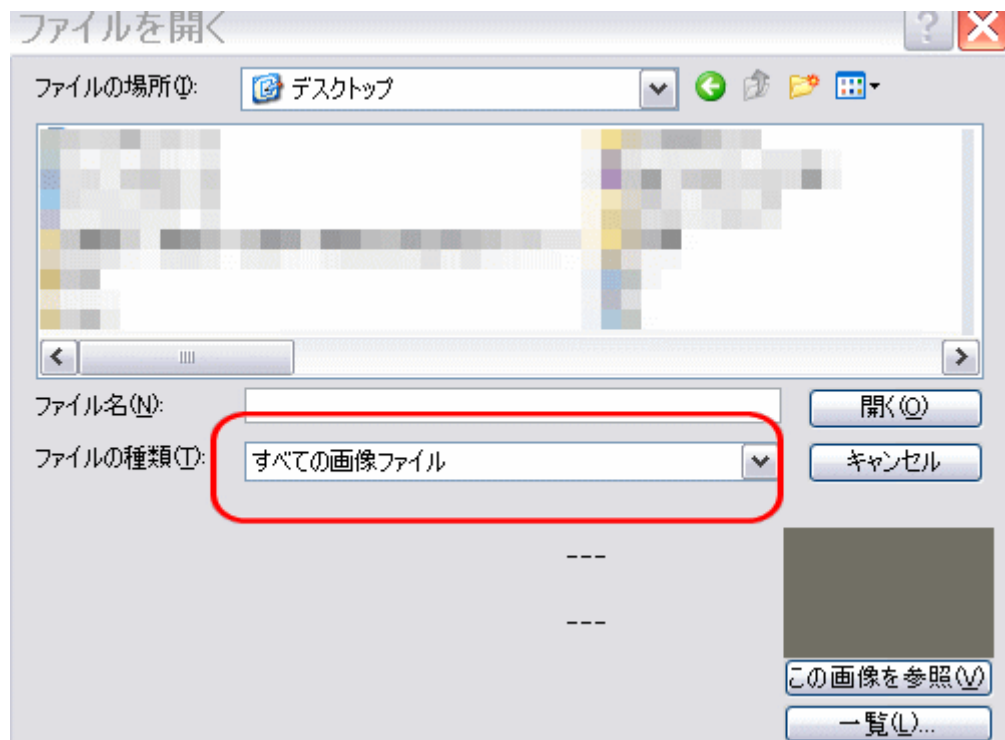 ファイルを開く
ファイルの場所(I):
デスクトップ
ファイル名(N):
開く(O)
ファイルの種類(T):
すべての画像ファイル
キャンセル
---
---
この画像を参照(V)
一覧(L)...